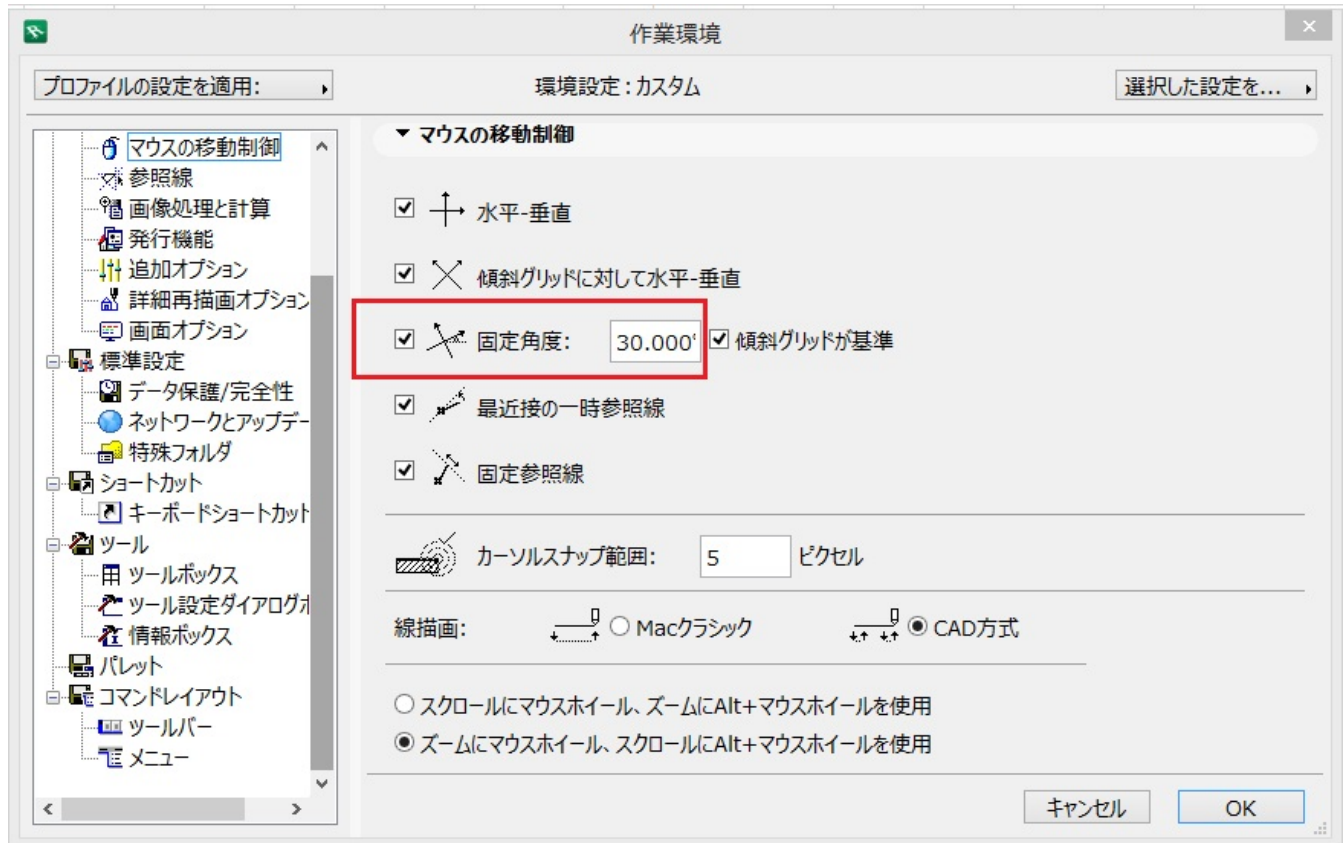 作業環境
プロファイルの設定を適用:
環境設定:カスタム
選択した設定を...
マウスの移動制御
参照線
画像処理と計算
発行機能
追加オプション
詳細再描画オプション
画面オプション
標準設定
データ保護/完全性
ネットワークとアップデー
特殊フォルダ
ショートカット
キーボードショートカット
ツール
ツールボックス
ツール設定ダイアログボ
情報ボックス
パレット
コマンドレイアウト
ツールバー
メニュー
マウスの移動制御
水平-垂直
傾斜グリッドに対して水平-垂直
固定角度: 30.000° 傾斜グリッドが基準
最近接の一時参照線
固定参照線
カーソルスナップ範囲: 5 ピクセル
線描画: Macクラシック CAD方式
スクロールにマウスホイール、ズームにAlt+マウスホイールを使用
ズームにマウスホイール、スクロールにAlt+マウスホイールを使用
キャンセル OK